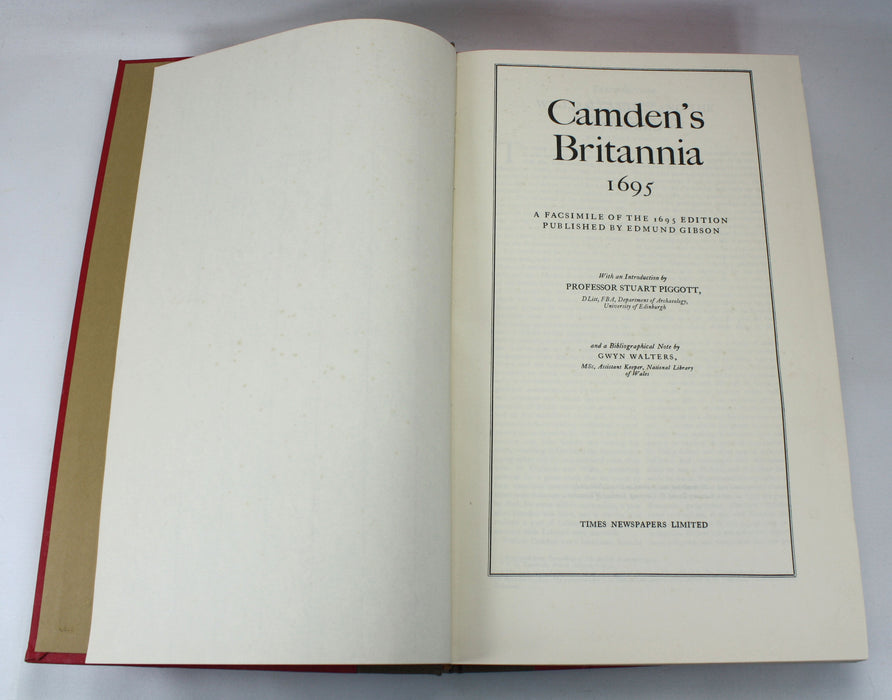 Camden's
Britannia
1695
A FACSIMILE OF THE 1695 EDITION
PUBLISHED BY EDMUND GIBSON
With an Introduction by
PROFESSOR STUART PIGGOTT,
DLitt, FBA, Department of Archæology,
University of Edinburgh
and a Bibliographical Note by
GWYN WALTERS,
MSc, Assistant Keeper, National Library
of Wales
TIMES NEWSPAPERS LIMITED